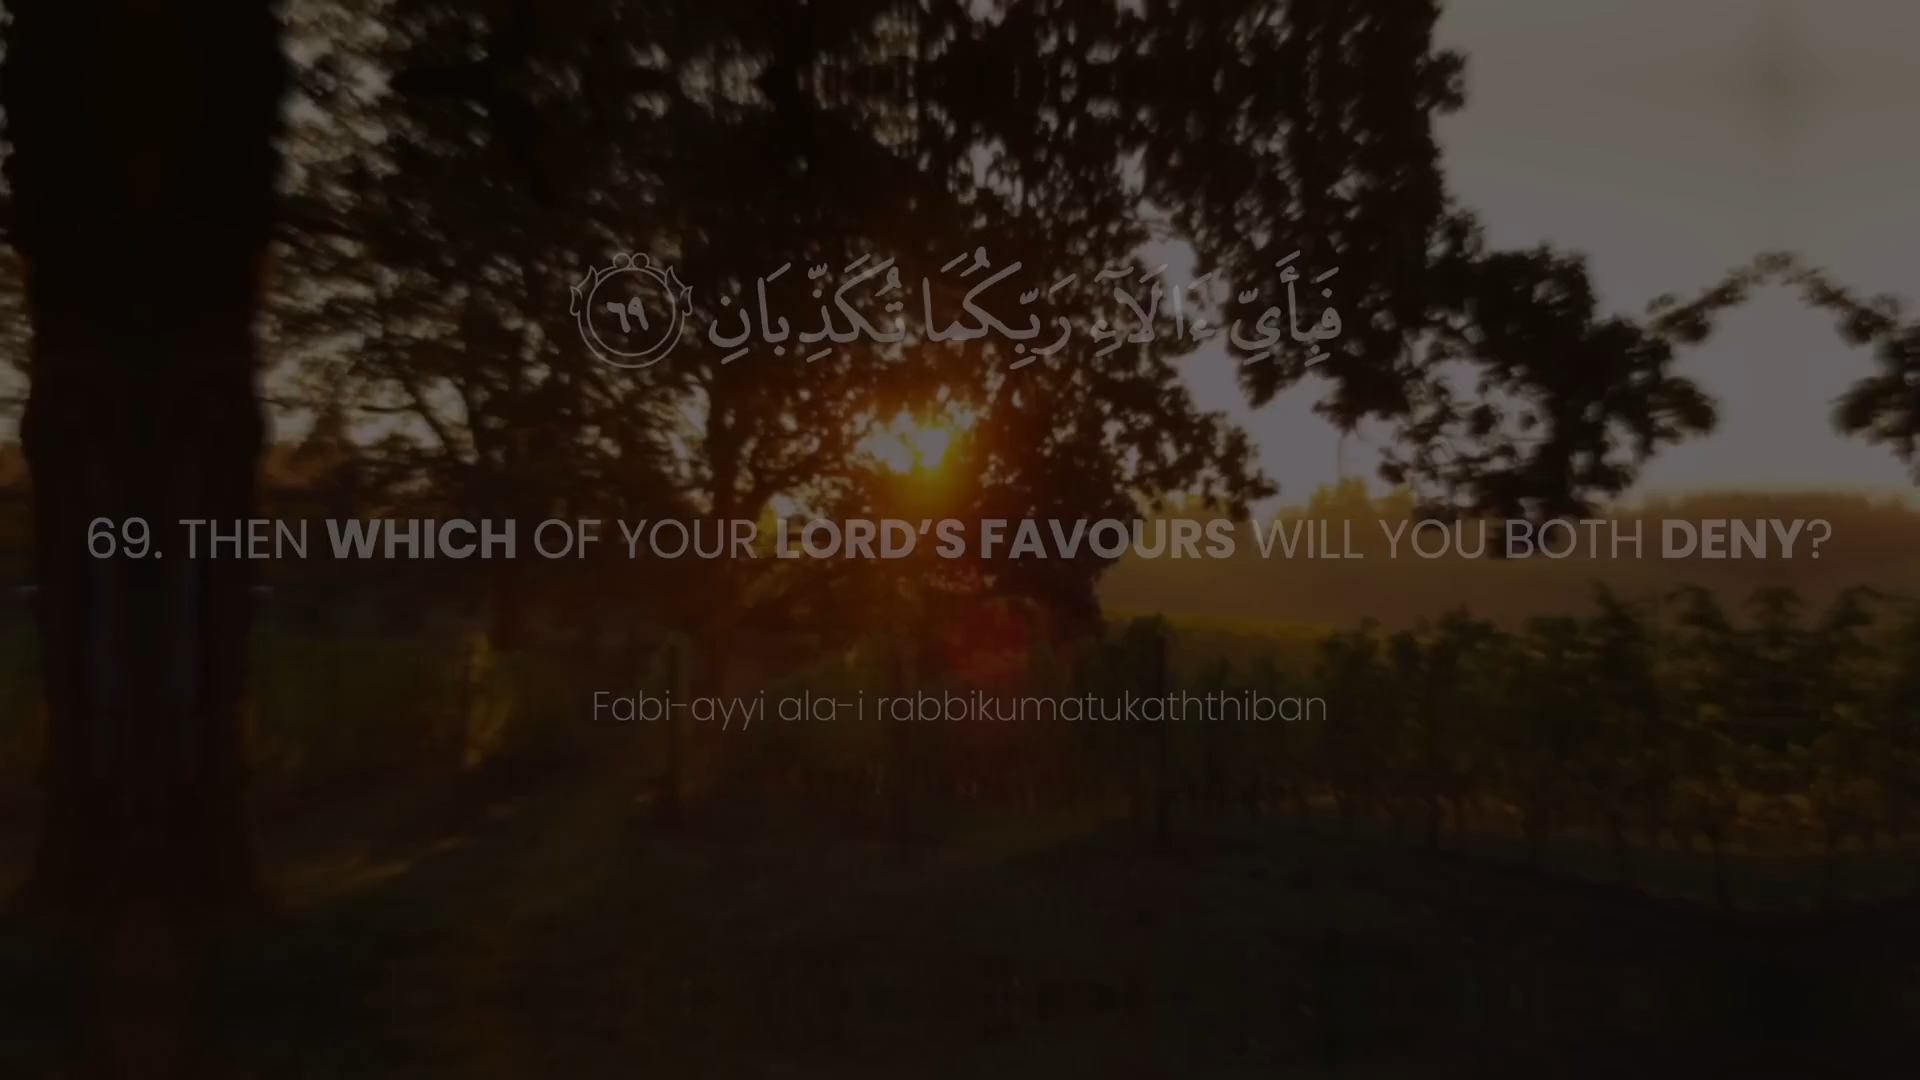 فَبِأَيِّ ءَالَآءِ رَبِّكُمَا تُكَذِّبَانِ ٦٩
69. THEN WHICH OF YOUR LORD’S FAVOURS WILL YOU BOTH DENY?
Fabi-ayyi ala-i rabbikumatukaththiban